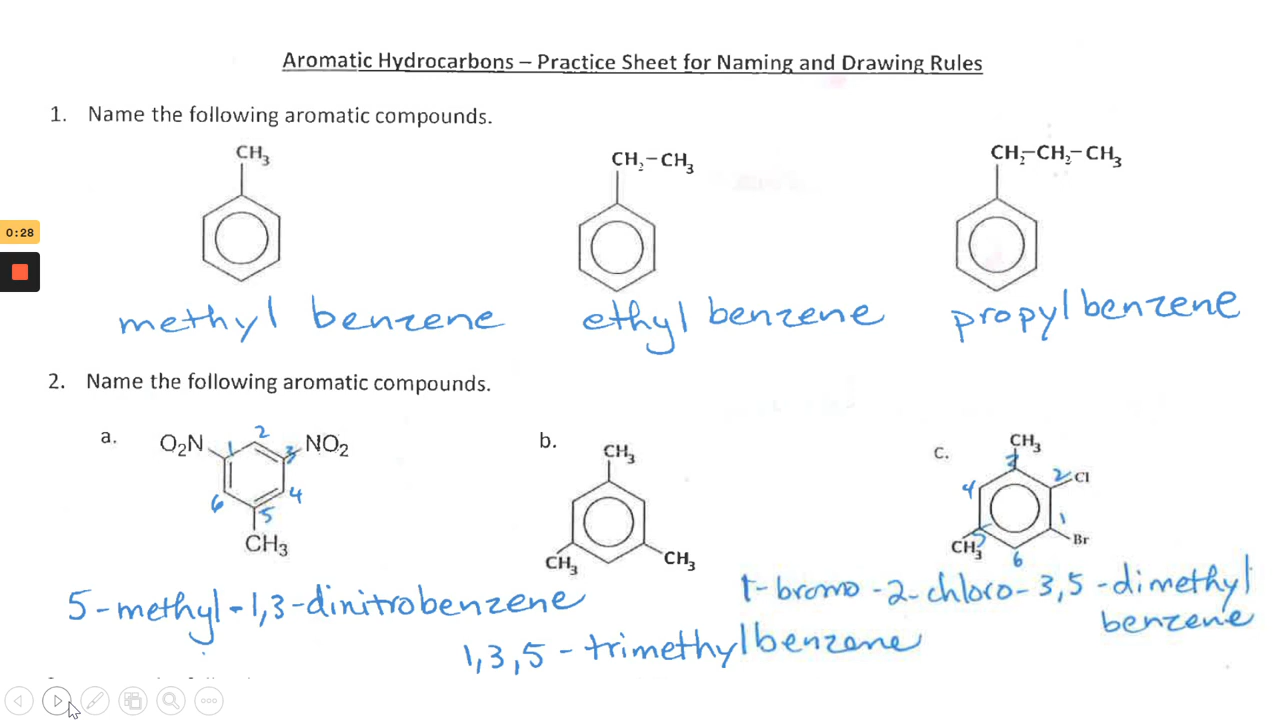 Aromatic Hydrocarbons – Practice Sheet for Naming and Drawing Rules
1. Name the following aromatic compounds.
CH3
CH2–CH3
CH2–CH2–CH3
0:28
methyl benzene
ethyl benzene
propyl benzene
2. Name the following aromatic compounds.
a.
O2N
NO2
1
2
3
4
5
6
CH3
b.
CH3
CH3
CH3
c.
CH3
Cl
Br
CH3
1
2
3
4
5
6
5-methyl-1,3-dinitrobenzene
1,3,5-trimethylbenzene
1-bromo-2-chloro-3,5-dimethyl
benzene